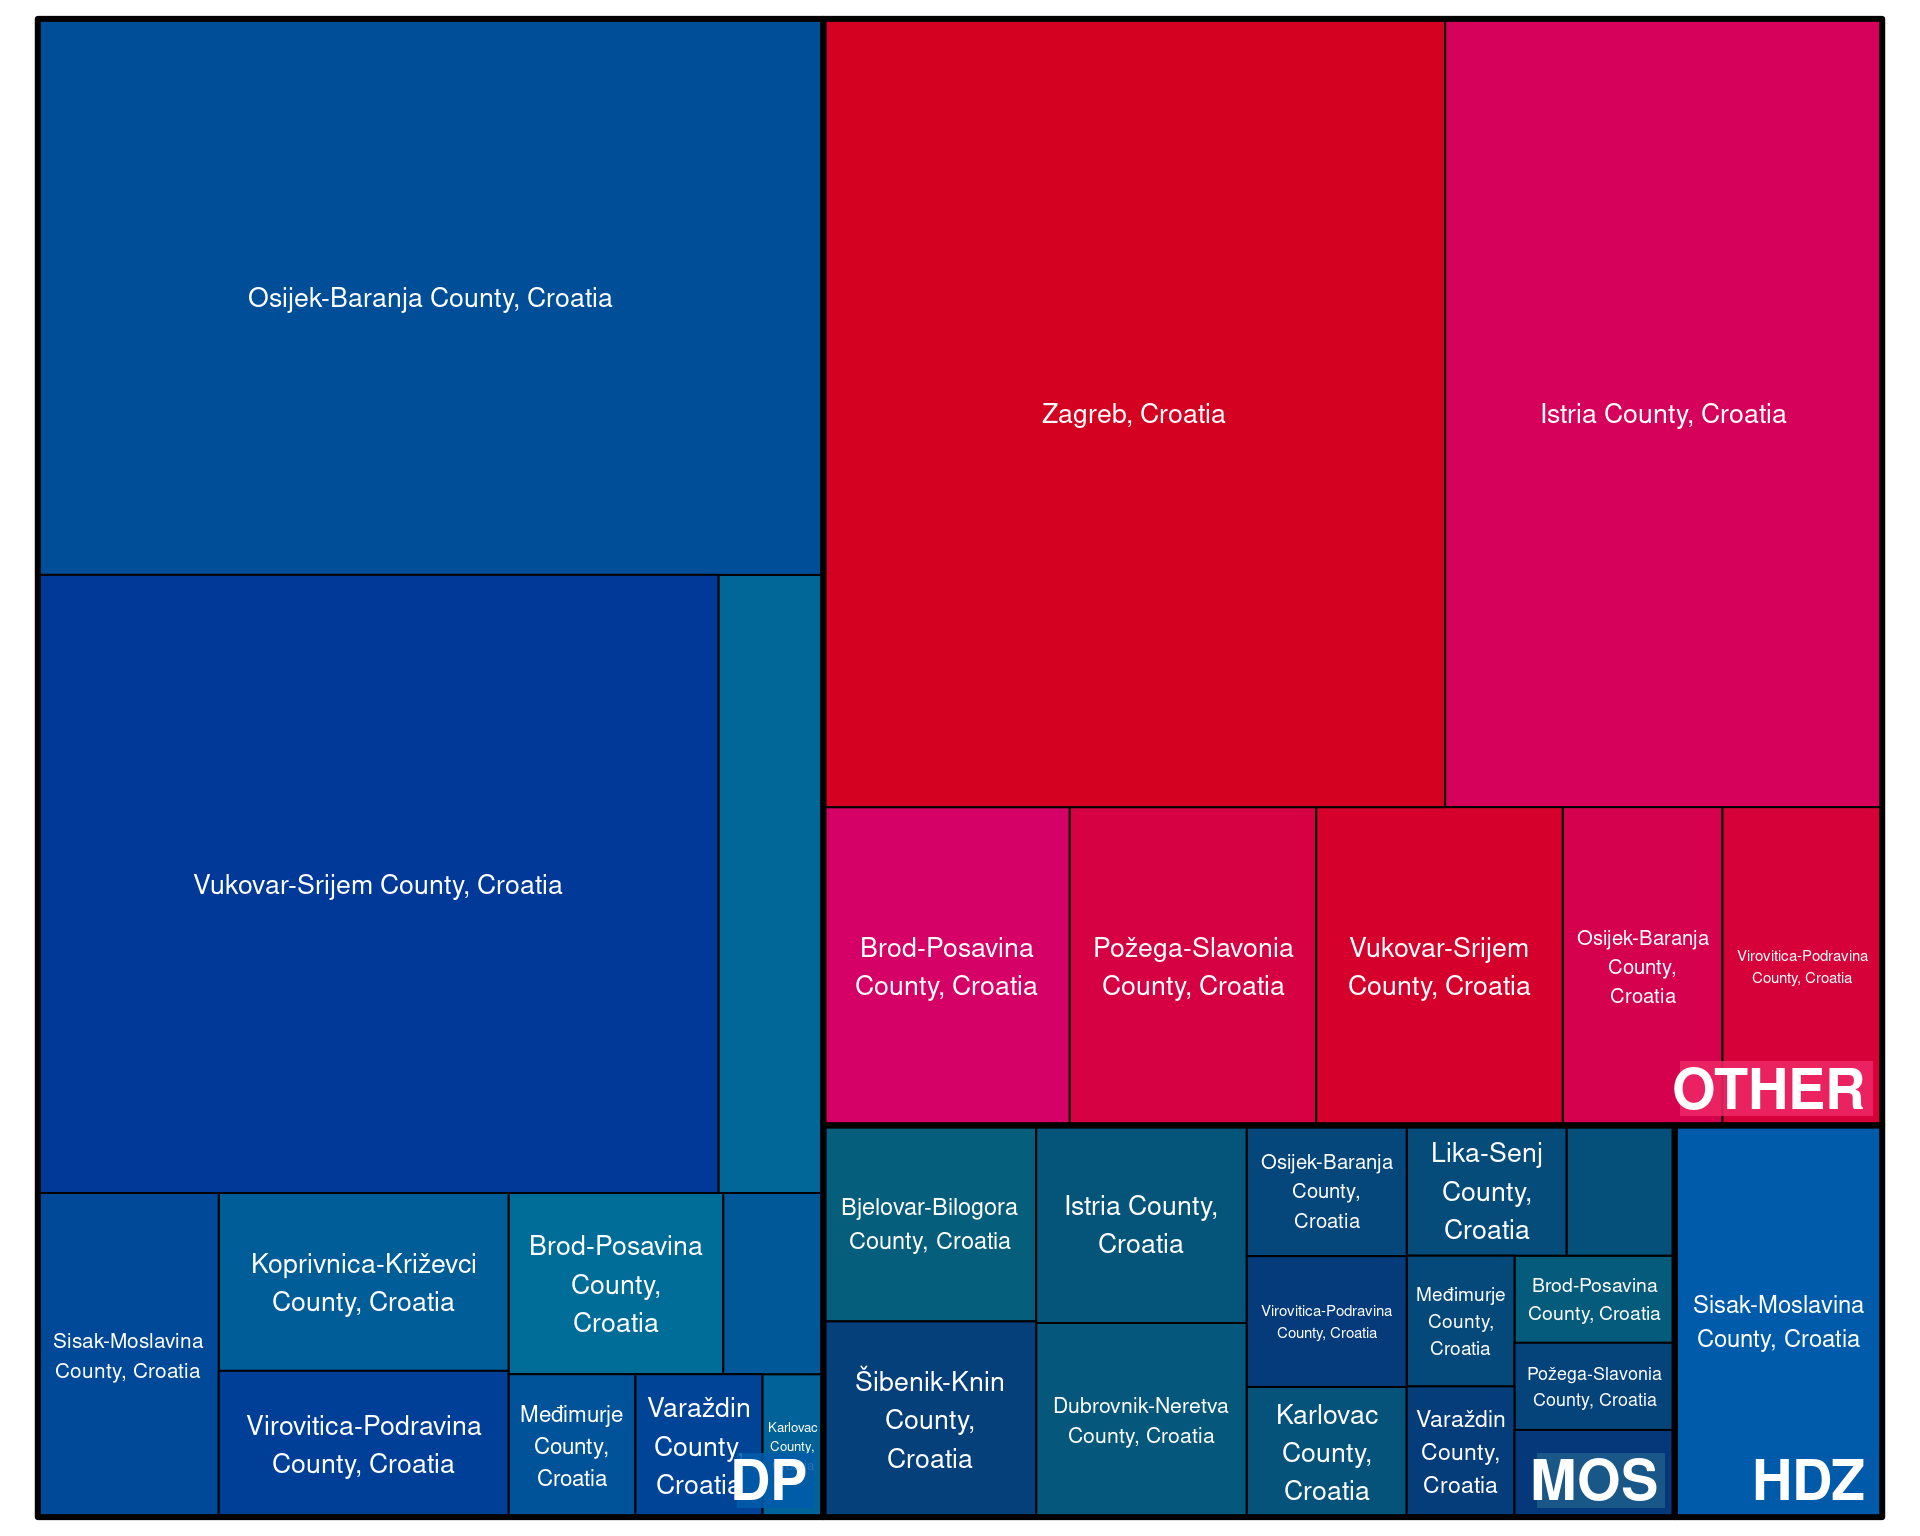 Osijek-Baranja County, Croatia
Vukovar-Srijem County, Croatia
Sisak-Moslavina
County, Croatia
Koprivnica-Križevci
County, Croatia
Virovitica-Podravina
County, Croatia
Brod-Posavina
County,
Croatia
Međimurje
County,
Croatia
Varaždin
County,
Croatia
Karlovac
County,
DP
Zagreb, Croatia
Istria County, Croatia
Brod-Posavina
County, Croatia
Požega-Slavonia
County, Croatia
Vukovar-Srijem
County, Croatia
Osijek-Baranja
County,
Croatia
Virovitica-Podravina
County, Croatia
OTHER
Bjelovar-Bilogora
County, Croatia
Šibenik-Knin
County,
Croatia
Istria County,
Croatia
Dubrovnik-Neretva
County, Croatia
Osijek-Baranja
County,
Croatia
Virovitica-Podravina
County, Croatia
Karlovac
County,
Croatia
Lika-Senj
County,
Croatia
Međimurje
County,
Croatia
Varaždin
County,
Croatia
Brod-Posavina
County, Croatia
Požega-Slavonia
County, Croatia
MOS
Sisak-Moslavina
County, Croatia
HDZ